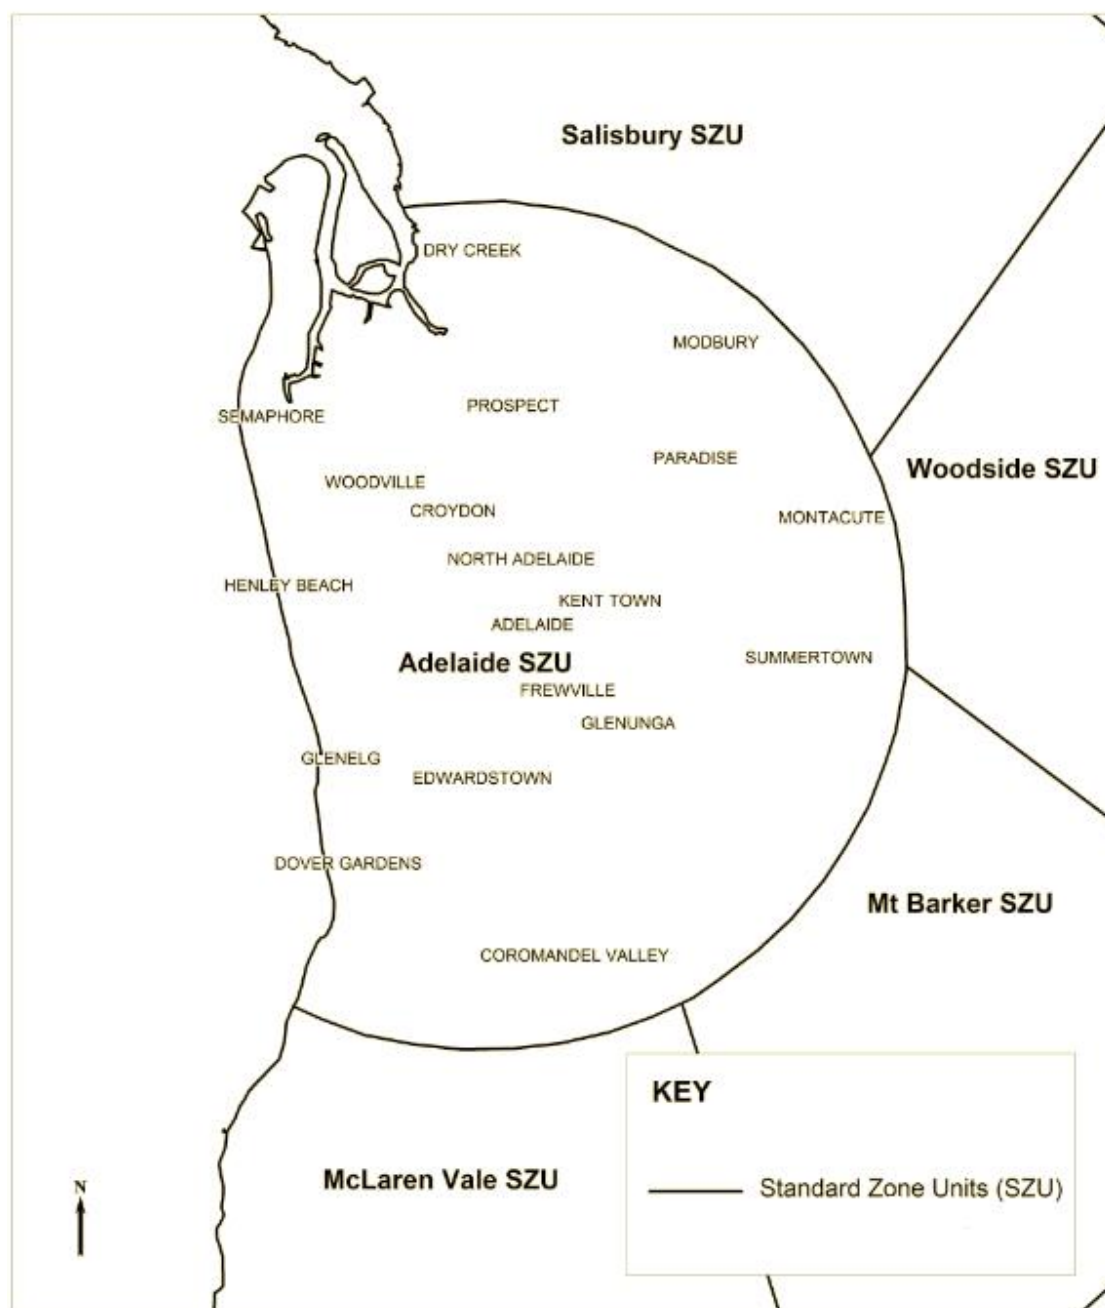 Salisbury SZU
DRY CREEK
MODBURY
PROSPECT
SEMAPHORE
PARADISE
Woodside SZU
WOODVILLE
CROYDON
MONTACUTE
NORTH ADELAIDE
HENLEY BEACH
KENT TOWN
ADELAIDE
Adelaide SZU
SUMMERTOWN
FREWVILLE
GLENUNGA
GLENELG
EDWARDSTOWN
DOVER GARDENS
Mt Barker SZU
COROMANDEL VALLEY
KEY
McLaren Vale SZU
N
Standard Zone Units (SZU)